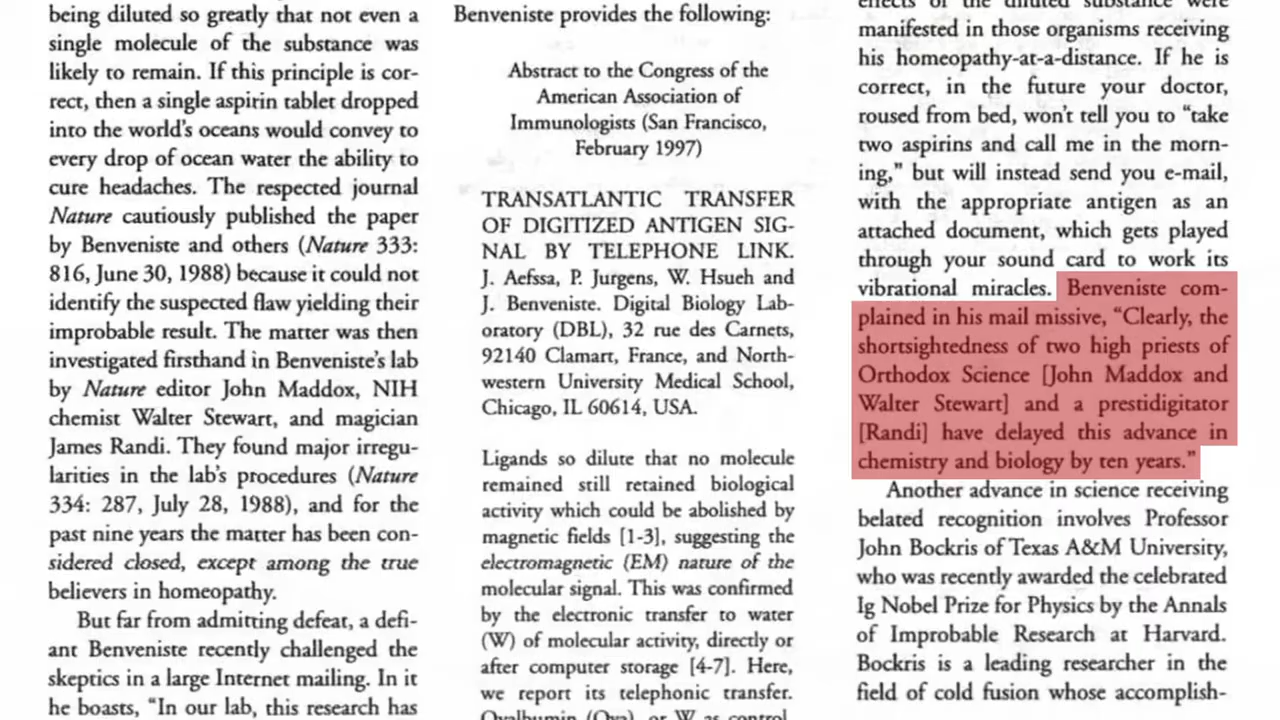 being diluted so greatly that not even a
single molecule of the substance was
likely to remain. If this principle is cor-
rect, then a single aspirin tablet dropped
into the world's oceans would convey to
every drop of ocean water the ability to
cure headaches. The respected journal
Nature cautiously published the paper
by Benveniste and others (Nature 333:
816, June 30, 1988) because it could not
identify the suspected flaw yielding their
improbable result. The matter was then
investigated firsthand in Benveniste's lab
by Nature editor John Maddox, NIH
chemist Walter Stewart, and magician
James Randi. They found major irregu-
larities in the lab's procedures (Nature
334: 287, July 28, 1988), and for the
past nine years the matter has been con-
sidered closed, except among the true
believers in homeopathy.
But far from admitting defeat, a defi-
ant Benveniste recently challenged the
skeptics in a large Internet mailing. In it
he boasts, "In our lab, this research has
Benveniste provides the following:
Abstract to the Congress of the
American Association of
Immunologists (San Francisco,
February 1997)
TRANSATLANTIC TRANSFER
OF DIGITIZED ANTIGEN SIG-
NAL BY TELEPHONE LINK.
J. Aefssa, P. Jurgens, W. Hsueh and
J. Benveniste. Digital Biology Lab-
oratory (DBL), 32 rue des Carnets,
92140 Clamart, France, and North-
western University Medical School,
Chicago, IL 60614, USA.
Ligands so dilute that no molecule
remained still retained biological
activity which could be abolished by
magnetic fields [1-3], suggesting the
electromagnetic (EM) nature of the
molecular signal. This was confirmed
by the electronic transfer to water
(W) of molecular activity, directly or
after computer storage [4-7]. Here,
we report its telephonic transfer.
Ovalbumin (Ova), or W as control,
effects of the diluted substance were
manifested in those organisms receiving
his homeopathy-at-a-distance. If he is
correct, in the future your doctor,
roused from bed, won't tell you to "take
two aspirins and call me in the morn-
ing," but will instead send you e-mail,
with the appropriate antigen as an
attached document, which gets played
through your sound card to work its
vibrational miracles. Benveniste com-
plained in his mail missive, "Clearly, the
shortsightedness of two high priests of
Orthodox Science [John Maddox and
Walter Stewart] and a prestidigitator
[Randi] have delayed this advance in
chemistry and biology by ten years."
Another advance in science receiving
belated recognition involves Professor
John Bockris of Texas A&M University,
who was recently awarded the celebrated
Ig Nobel Prize for Physics by the Annals
of Improbable Research at Harvard.
Bockris is a leading researcher in the
field of cold fusion whose accomplish-